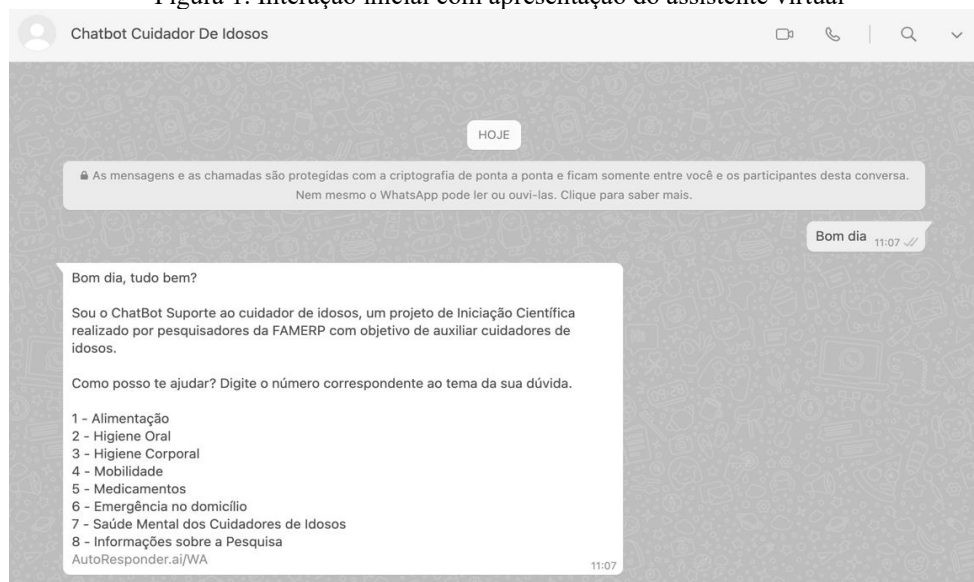 Figura 1: Interação inicial com apresentação do assistente virtual
Chatbot Cuidador De Idosos
HOJE
As mensagens e as chamadas são protegidas com a criptografia de ponta a ponta e ficam somente entre você e os participantes desta conversa.
Nem mesmo o WhatsApp pode ler ou ouvi-las. Clique para saber mais.
Bom dia 11:07
Bom dia, tudo bem?
Sou o ChatBot Suporte ao cuidador de idosos, um projeto de Iniciação Científica
realizado por pesquisadores da FAMERP com objetivo de auxiliar cuidadores de
idosos.
Como posso te ajudar? Digite o número correspondente ao tema da sua dúvida.
1 - Alimentação
2 - Higiene Oral
3 - Higiene Corporal
4 - Mobilidade
5 - Medicamentos
6 - Emergência no domicílio
7 - Saúde Mental dos Cuidadores de Idosos
8 - Informações sobre a Pesquisa
AutoResponder.ai/WA
11:07